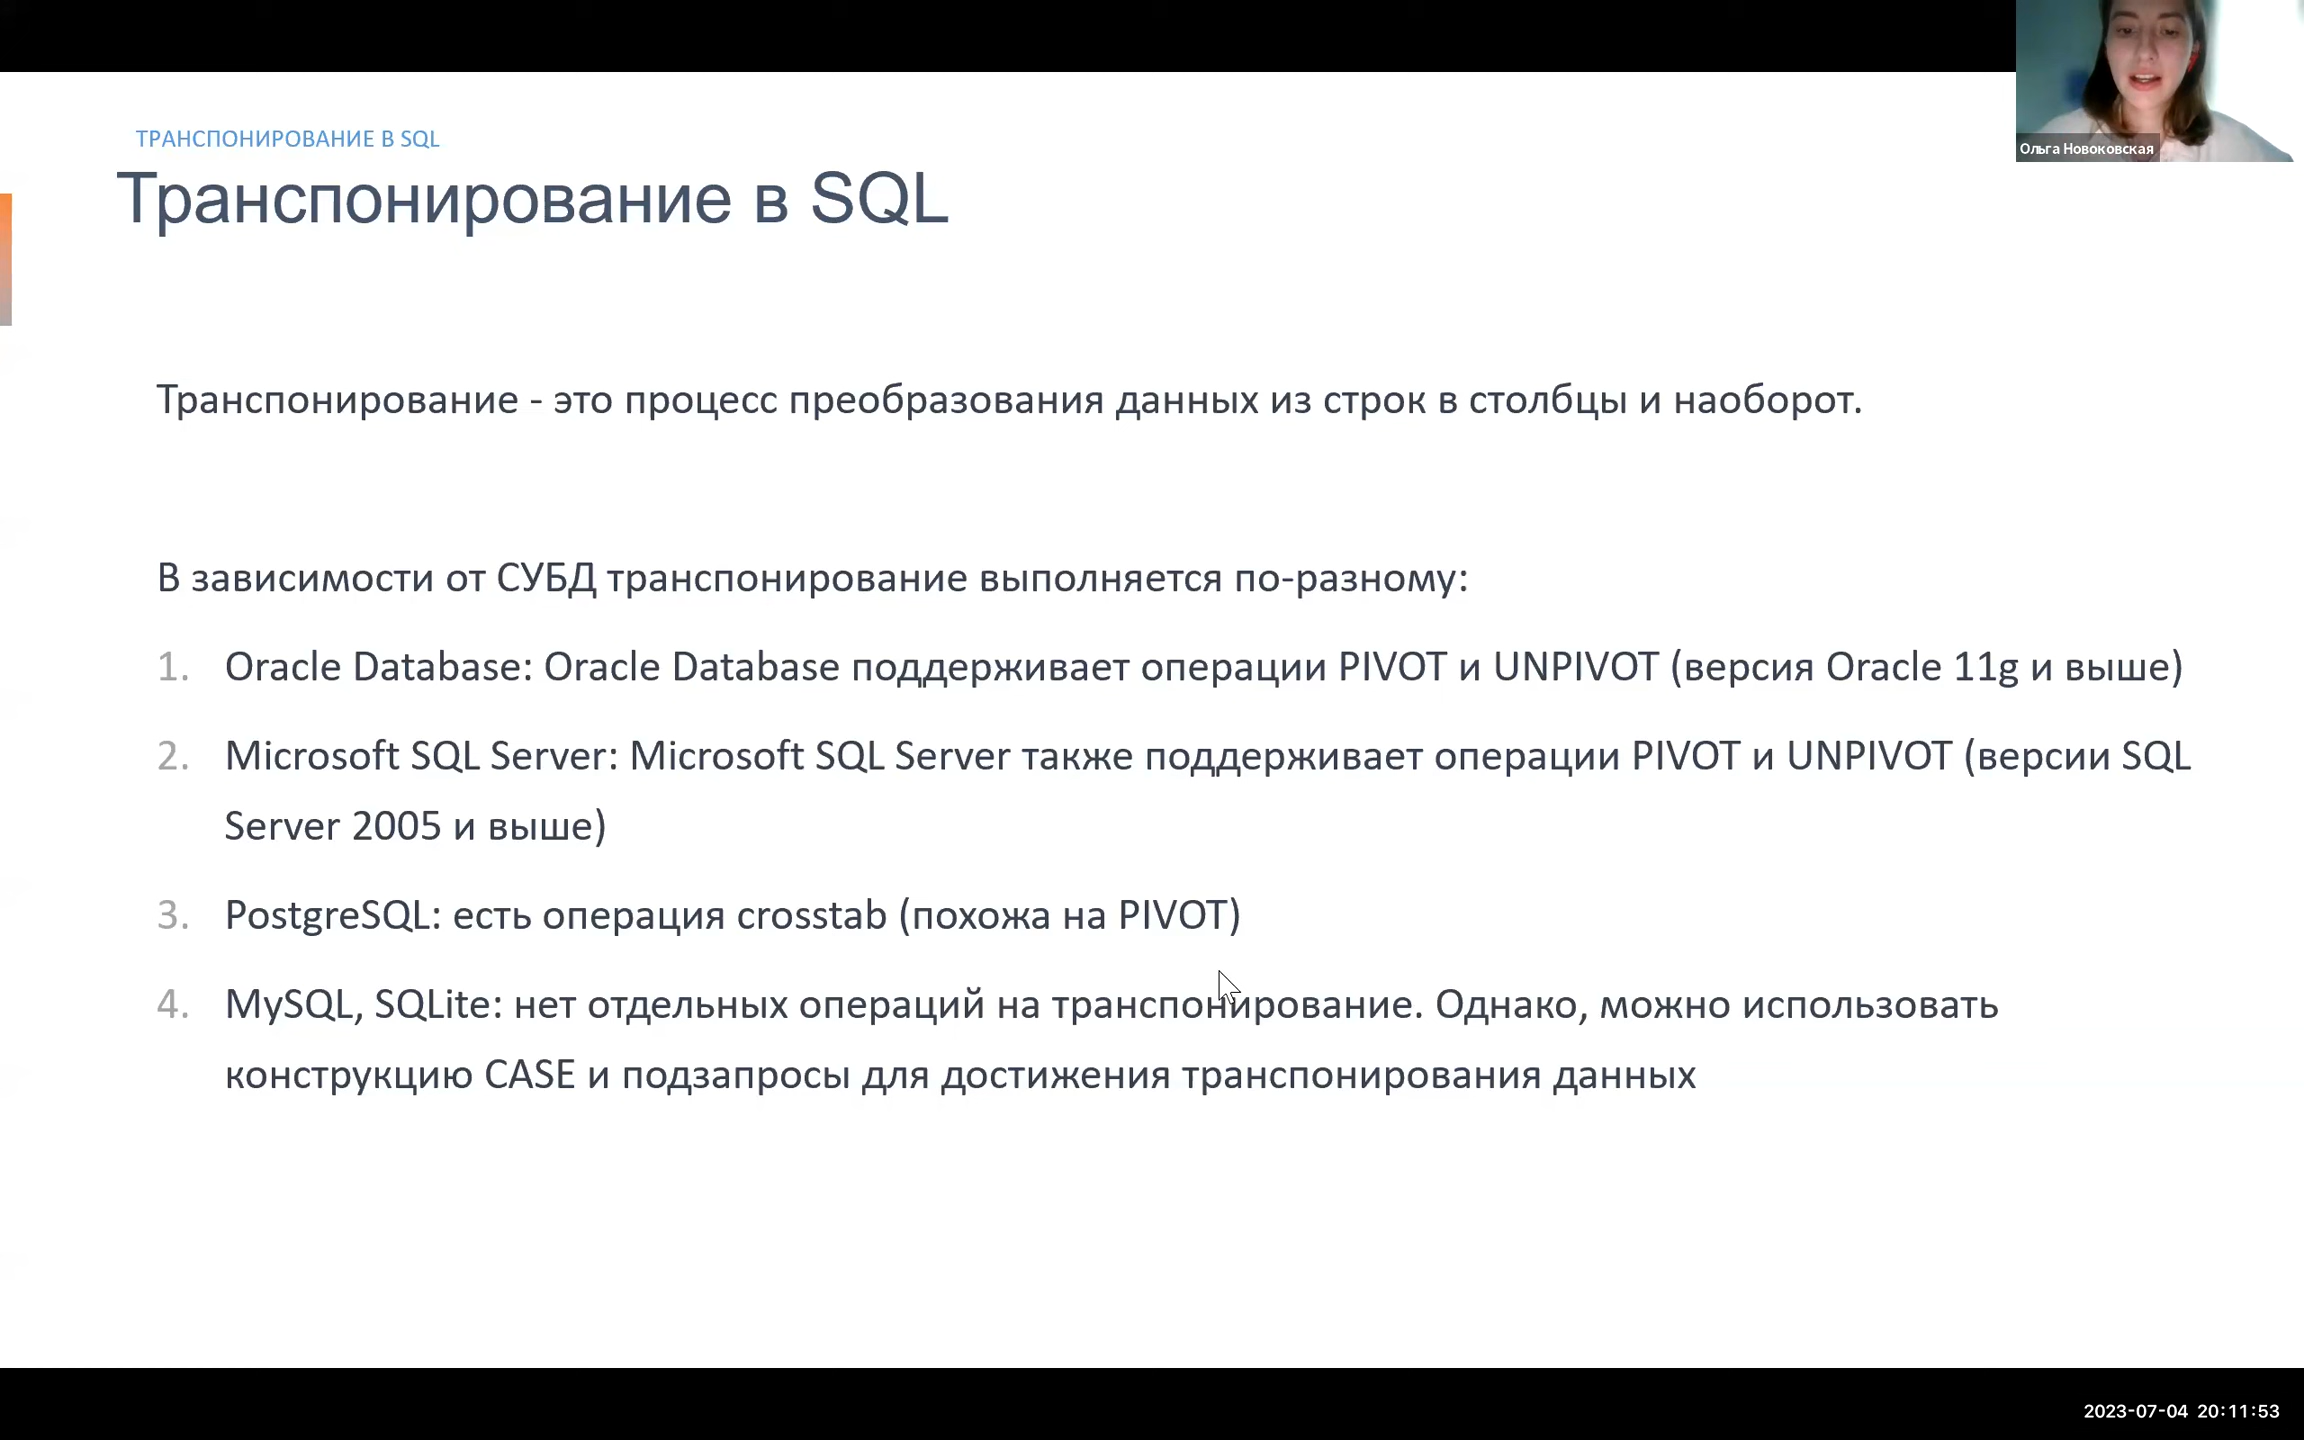 ТРАНСПОНИРОВАНИЕ В SQL
Транспонирование в SQL
Ольга Новоковская
Транспонирование - это процесс преобразования данных из строк в столбцы и наоборот.
В зависимости от СУБД транспонирование выполняется по-разному:
1. Oracle Database: Oracle Database поддерживает операции PIVOT и UNPIVOT (версия Oracle 11g и выше)
2. Microsoft SQL Server: Microsoft SQL Server также поддерживает операции PIVOT и UNPIVOT (версии SQL
Server 2005 и выше)
3. PostgreSQL: есть операция crosstab (похожа на PIVOT)
4. MySQL, SQLite: нет отдельных операций на транспонирование. Однако, можно использовать
конструкцию CASE и подзапросы для достижения транспонирования данных
2023-07-04 20:11:53